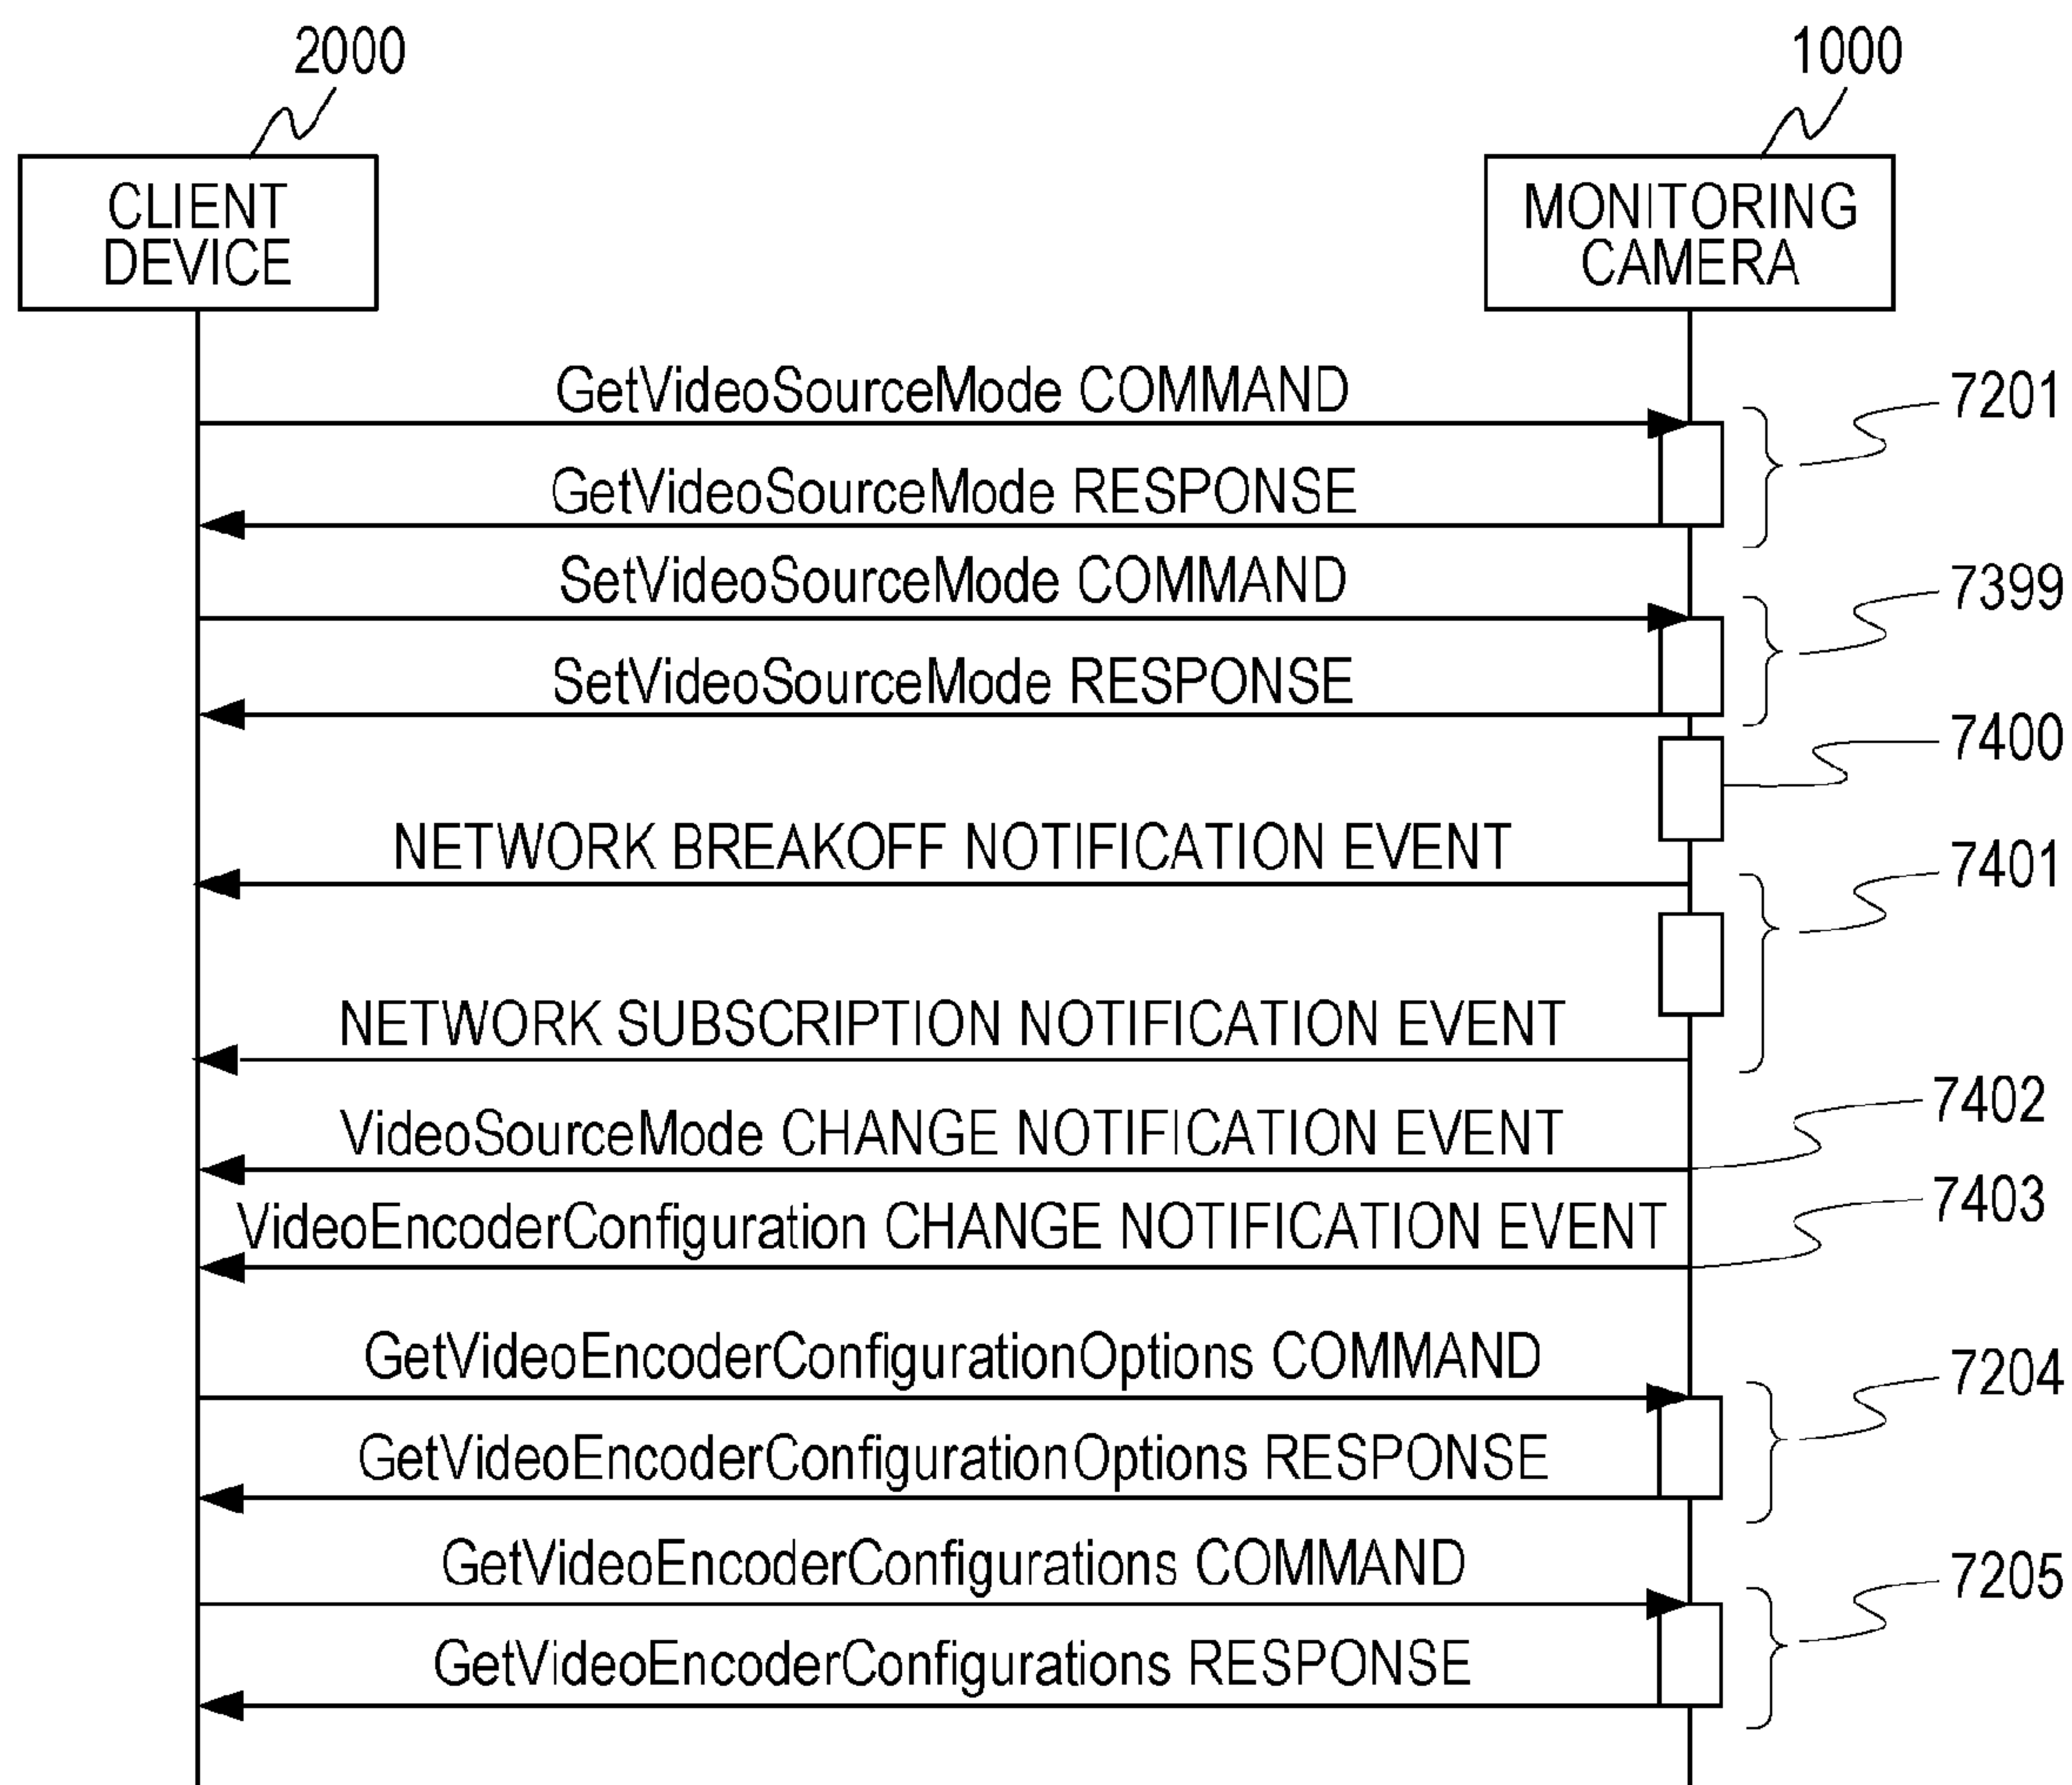 2000
1000
CLIENT
DEVICE
MONITORING
CAMERA
GetVideoSourceMode COMMAND
7201
GetVideoSourceMode RESPONSE
SetVideoSourceMode COMMAND
7399
SetVideoSourceMode RESPONSE
7400
NETWORK BREAKOFF NOTIFICATION EVENT
7401
NETWORK SUBSCRIPTION NOTIFICATION EVENT
7402
VideoSourceMode CHANGE NOTIFICATION EVENT
7403
VideoEncoderConfiguration CHANGE NOTIFICATION EVENT
GetVideoEncoderConfigurationOptions COMMAND
7204
GetVideoEncoderConfigurationOptions RESPONSE
GetVideoEncoderConfigurations COMMAND
7205
GetVideoEncoderConfigurations RESPONSE